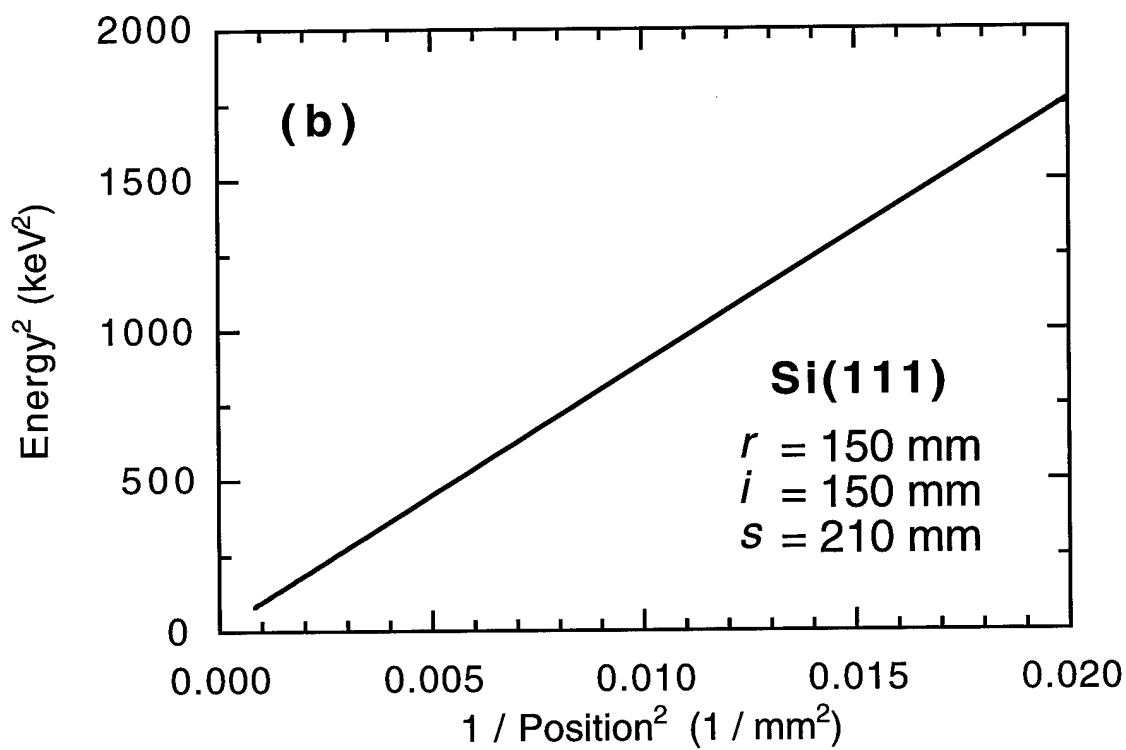 2000
(b)
1500
Energy² (keV²)
1000
Si(111)
r = 150 mm
500
i = 150 mm
s = 210 mm
0
0.000 0.005 0.010 0.015 0.020
1 / Position² (1 / mm²)